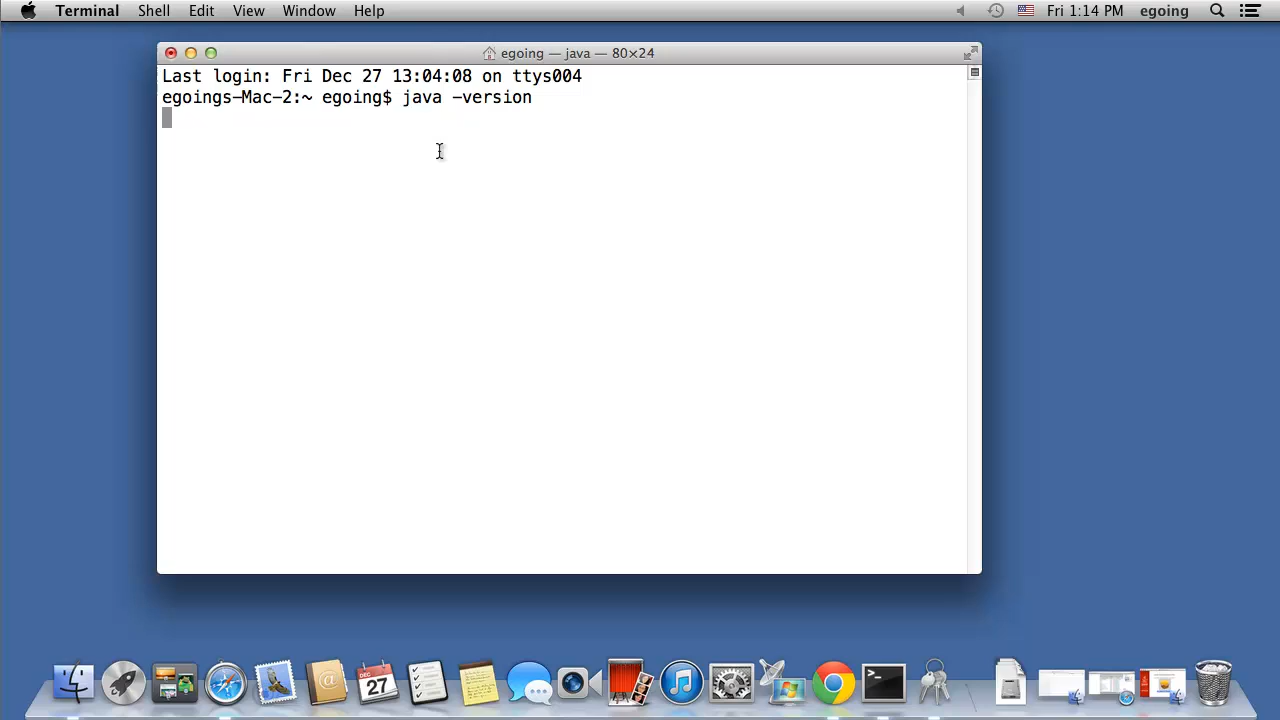 Terminal Shell Edit View Window Help Fri 1:14 PM egoing
egoing — java — 80×24
Last login: Fri Dec 27 13:04:08 on ttys004
egoings-Mac-2:~ egoing$ java -version
DEC
27
>_